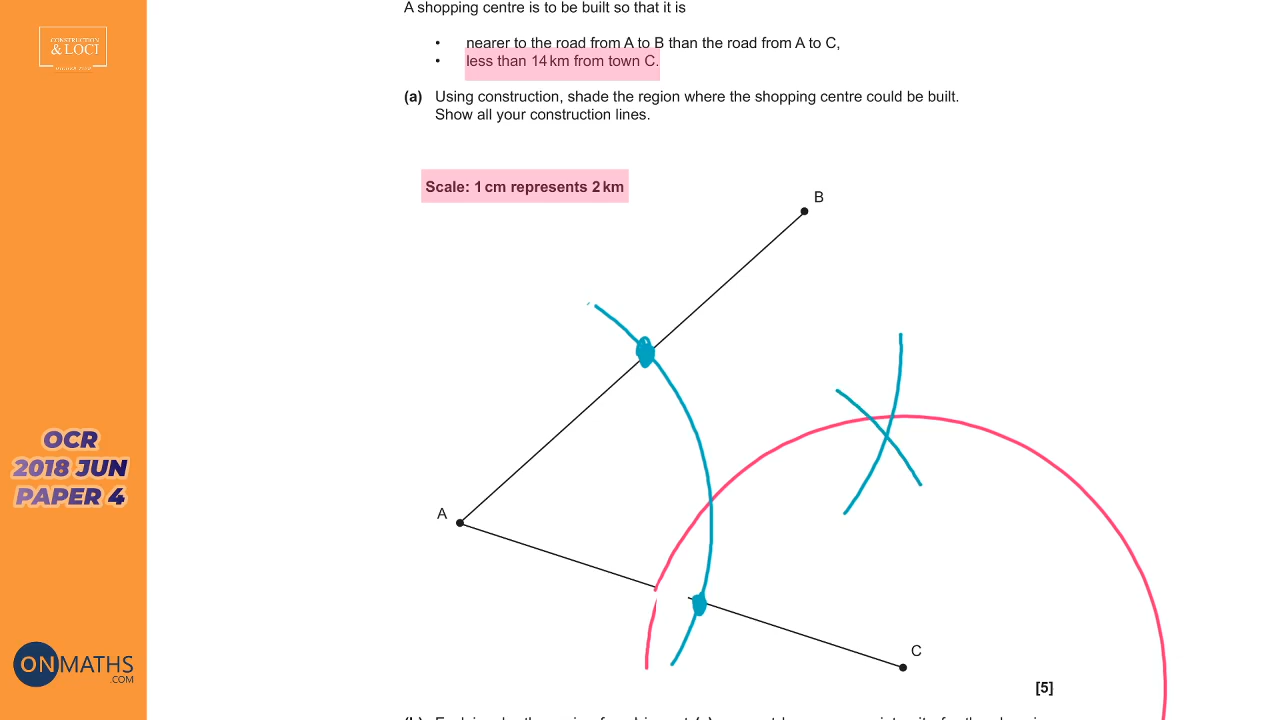 CONSTRUCTION
& LOCI
A shopping centre is to be built so that it is
• nearer to the road from A to B than the road from A to C,
• less than 14 km from town C.
(a) Using construction, shade the region where the shopping centre could be built.
Show all your construction lines.
Scale: 1 cm represents 2 km
B
OCR
2018 JUN
PAPER 4
A
C
ONMATHS
.COM
[5]